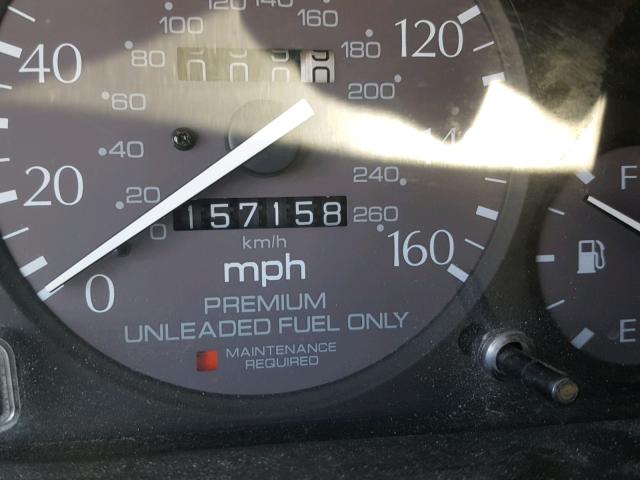 100 140 160
80 180 120
40 200
60
40 14
20 240
20 0 157158 260
km/h 160
0 mph
PREMIUM
UNLEADED FUEL ONLY
MAINTENANCE
REQUIRED
F
E